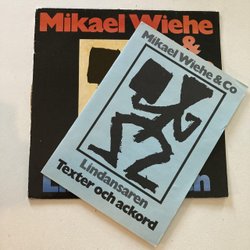 Mikael Wiehe
&
Mikael Wiehe & Co
Lindansaren
Texter och ackord